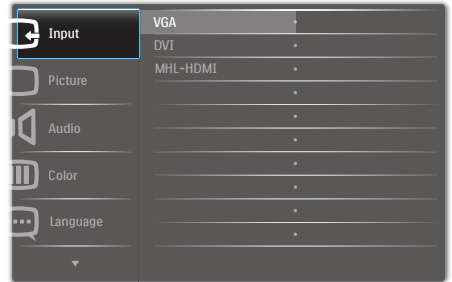 Input
Picture
Audio
Color
Language
VGA
DVI
MHL-HDMI